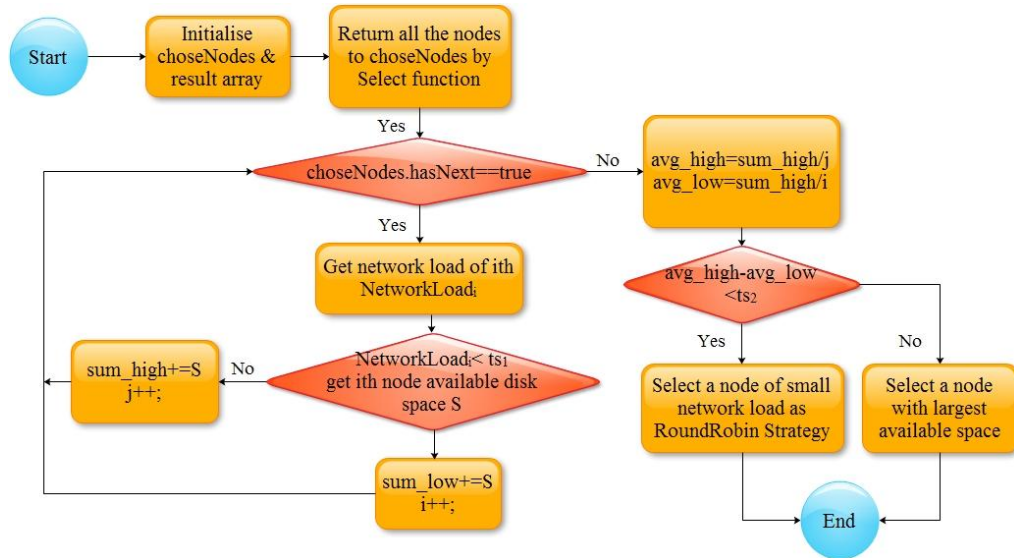 Start
Initialise
choseNodes &
result array
Return all the nodes
to choseNodes by
Select function
Yes
choseNodes.hasNext==true
No
avg_high=sum_high/j
avg_low=sum_high/i
Yes
Get network load of ith
NetworkLoadᵢ
avg_high-avg_low
<ts₂
NetworkLoadᵢ< ts₁
get ith node available disk
space S
No
sum_high+=S
j++;
Yes
No
Select a node of small
network load as
RoundRobin Strategy
Select a node
with largest
available space
sum_low+=S
i++;
End